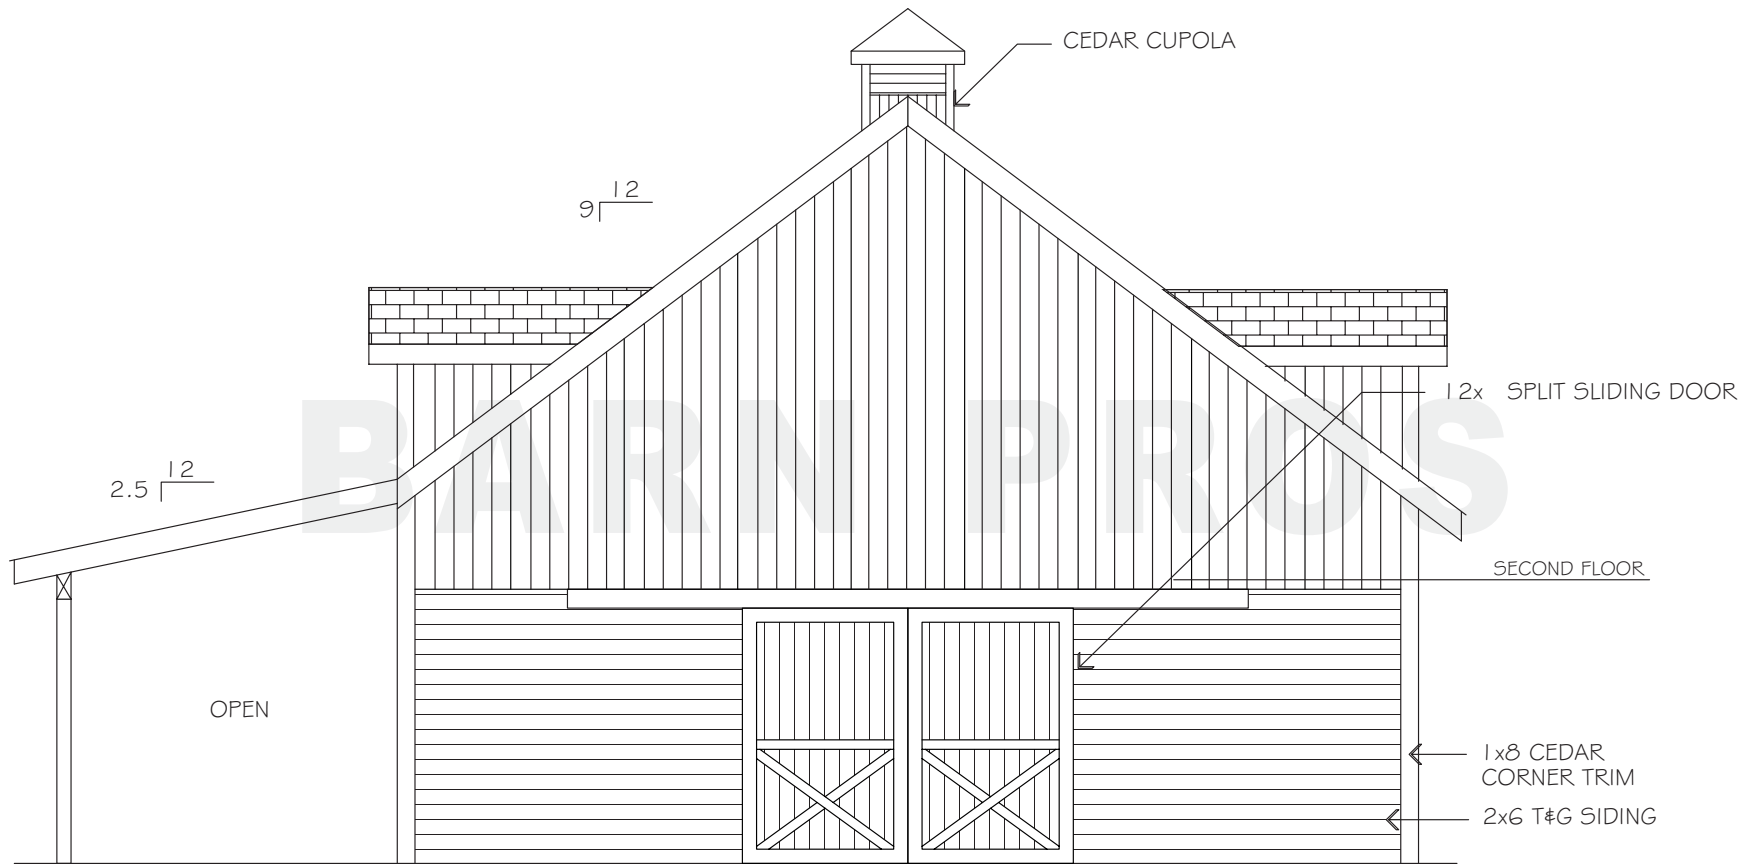 CEDAR CUPOLA
12
9
12x SPLIT SLIDING DOOR
BARN PROS
12
2.5
SECOND FLOOR
OPEN
1x8 CEDAR
CORNER TRIM
2x6 T&G SIDING